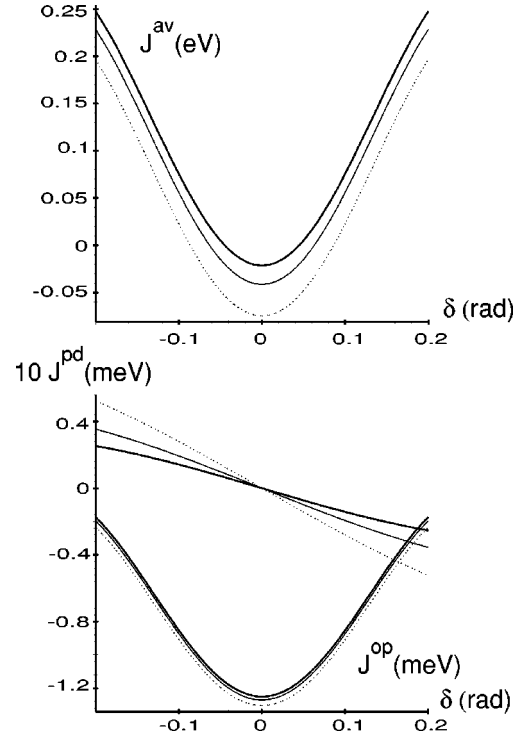 0.25
J^av
(eV)
0.2
0.15
0.1
0.05
0
-0.05
δ (rad)
-0.1 0 0.1 0.2
10 J^pd (meV)
0.4
0
-0.4
-0.8
J^op (meV)
-1.2
δ (rad)
-0.1 0 0.1 0.2